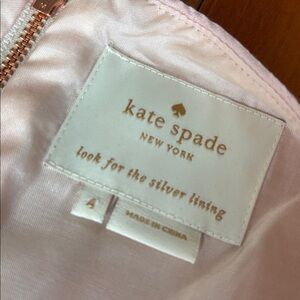 kate spade
NEW YORK
look for the silver lining
4
MADE IN CHINA